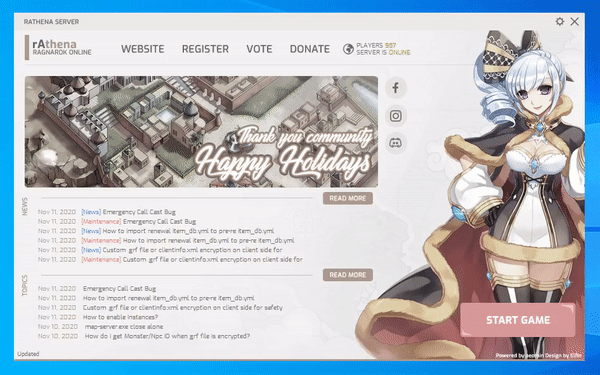 RATHENA SERVER
rAthena
RAGNAROK ONLINE
WEBSITE REGISTER VOTE DONATE
PLAYERS
SERVER IS ONLINE
Thank you community
Happy Holidays
NEWS
READ MORE
Nov 11, 2020 [News] Emergency Call Cast Bug
Nov 11, 2020 [Maintenance] Emergency Call Cast Bug
Nov 11, 2020 [News] How to import renewal item_db.yml to pre-re item_db.yml
Nov 11, 2020 [Maintenance] How to import renewal item_db.yml to pre-re item_db.yml
Nov 11, 2020 [News] Custom .grf file or clientinfo.xml encryption on client side for
Nov 11, 2020 [Maintenance] Custom .grf file or clientinfo.xml encryption on client side for
TOPICS
READ MORE
Nov 11, 2020 Emergency Call Cast Bug
Nov 11, 2020 How to import renewal item_db.yml to pre-re item_db.yml
Nov 11, 2020 Custom .grf file or clientinfo.xml encryption on client side for safety
Nov 11, 2020 How to enable Instances?
Nov 10, 2020 map-server.exe close alone
Nov 10, 2020 How do I get Monster/Npc ID when grf file is encrypted?
START GAME
Updated
Powered by Design by